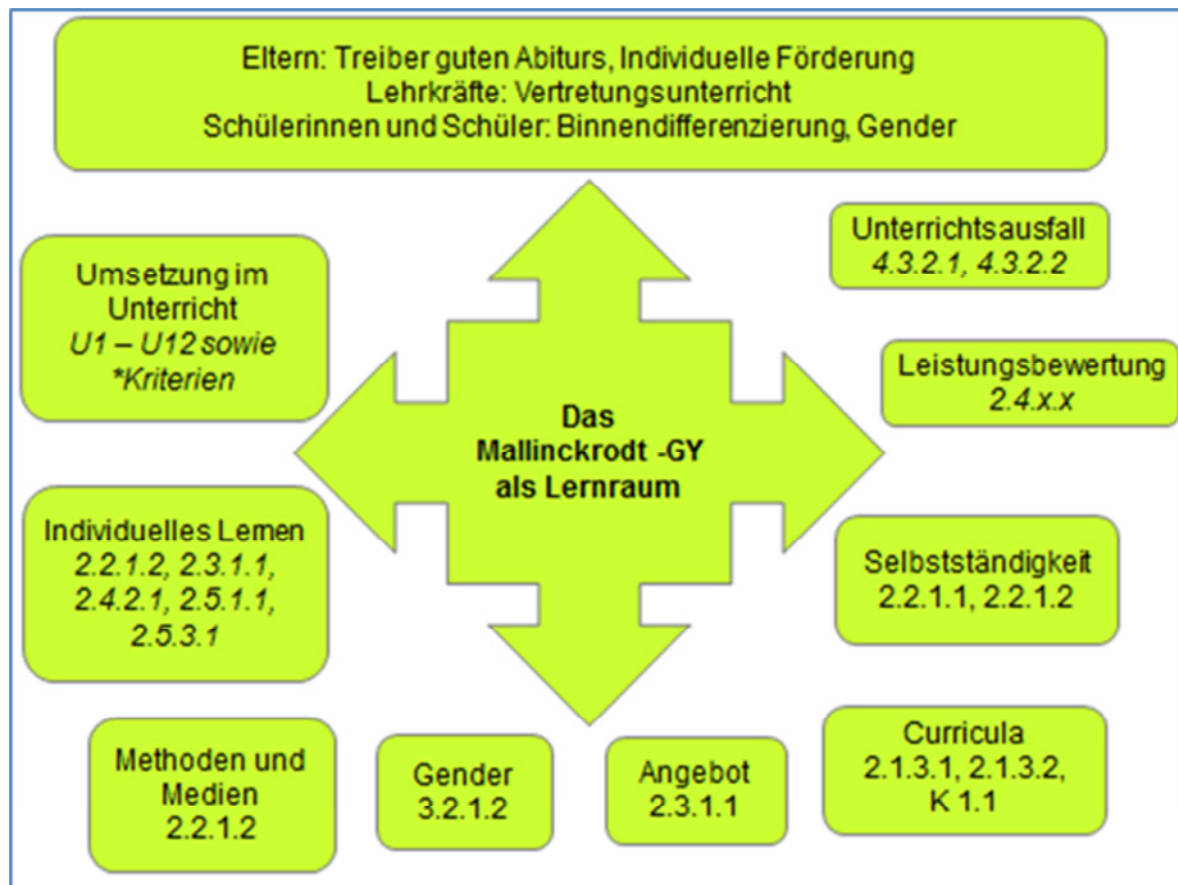 Eltern: Treiber guten Abiturs, Individuelle Förderung
Lehrkräfte: Vertretungsunterricht
Schülerinnen und Schüler: Binnendifferenzierung, Gender
Umsetzung im
Unterricht
U1 – U12 sowie
*Kriterien
Unterrichtsausfall
4.3.2.1, 4.3.2.2
Leistungsbewertung
2.4.x.x
Das
Mallinckrodt -GY
als Lernraum
Individuelles Lernen
2.2.1.2, 2.3.1.1,
2.4.2.1, 2.5.1.1,
2.5.3.1
Selbstständigkeit
2.2.1.1, 2.2.1.2
Methoden und
Medien
2.2.1.2
Gender
3.2.1.2
Angebot
2.3.1.1
Curricula
2.1.3.1, 2.1.3.2,
K 1.1